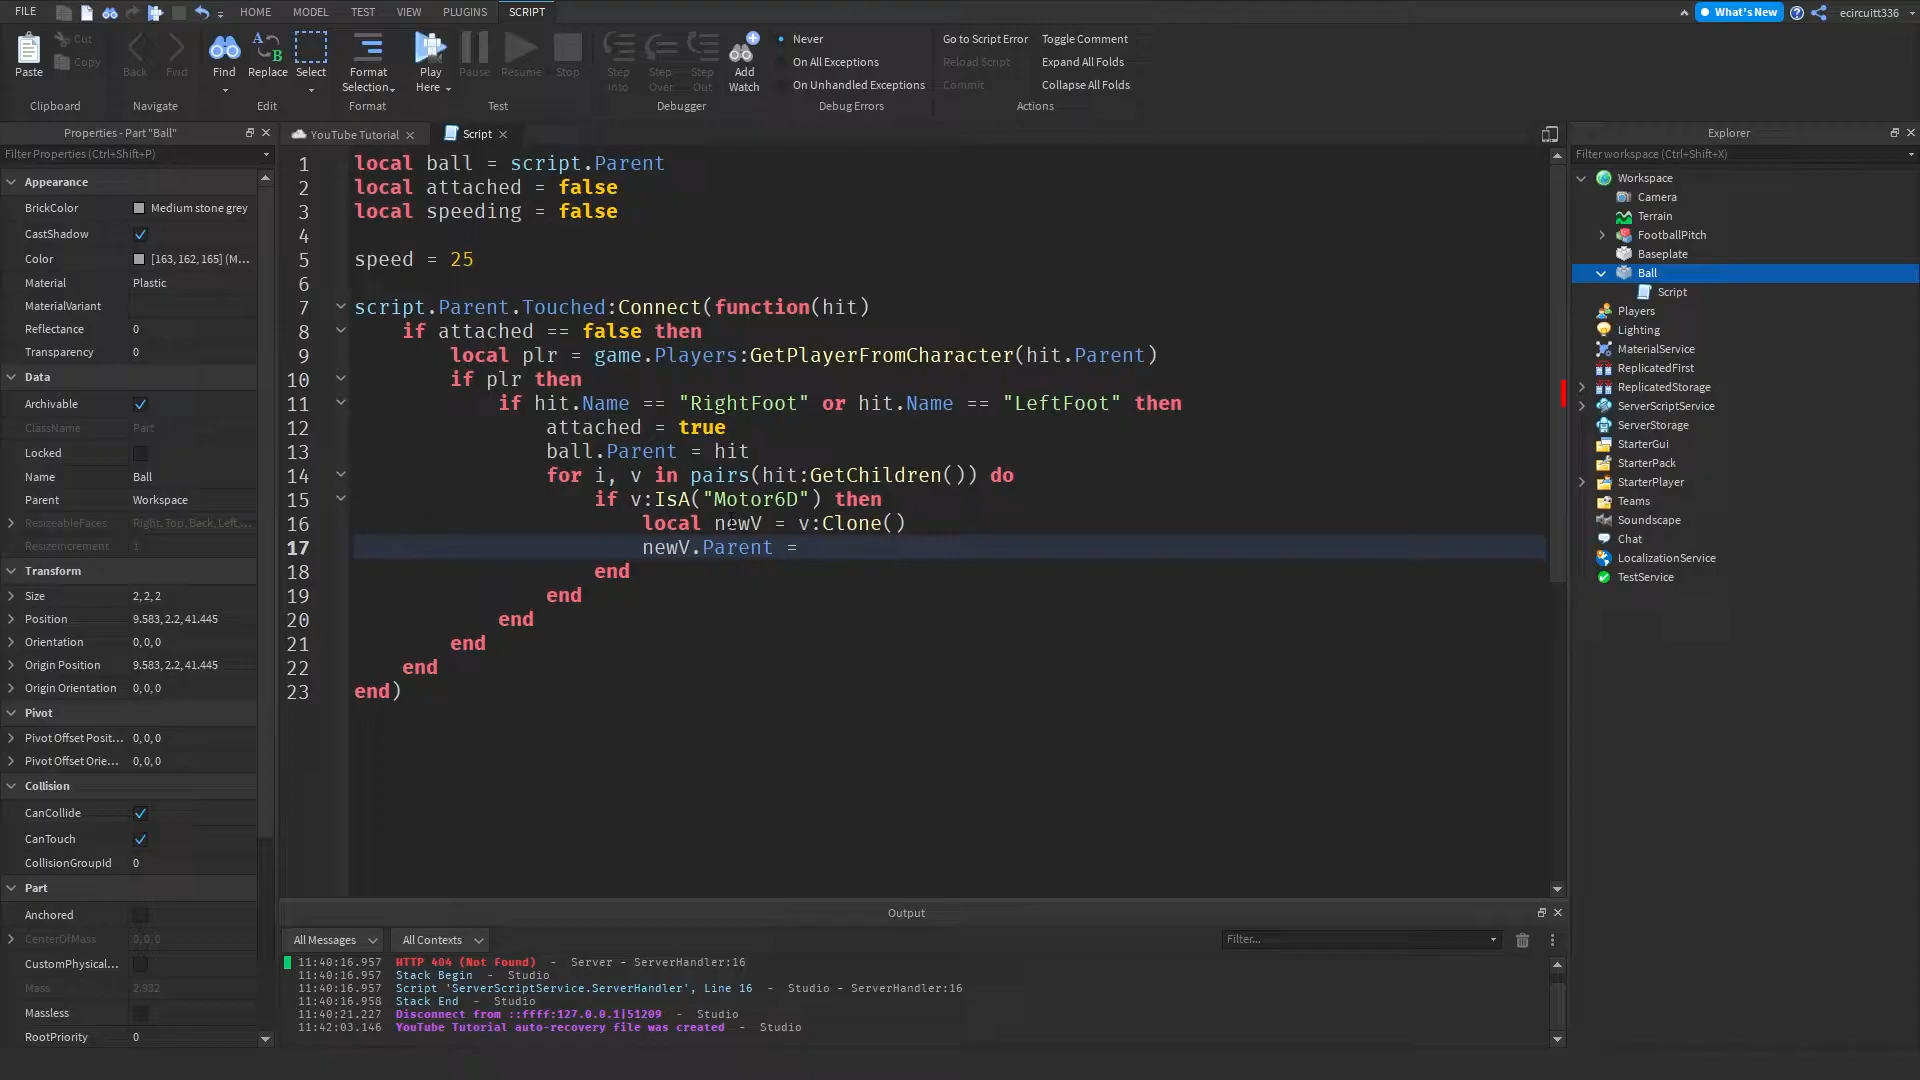 FILE
HOME
MODEL
TEST
VIEW
PLUGINS
SCRIPT
What's New
ecircuitt336
Paste
Cut
Copy
Clipboard
Back
Fwd
Navigate
Find
Replace
Select
Edit
Format
Selection
Format
Play
Here
Pause
Resume
Stop
Test
Step
Into
Step
Over
Step
Out
Add
Watch
Debugger
Never
On All Exceptions
On Unhandled Exceptions
Debug Errors
Go to Script Error
Reload Script
Commit
Toggle Comment
Expand All Folds
Collapse All Folds
Actions
Properties - Part "Ball"
Filter Properties (Ctrl+Shift+P)
Appearance
BrickColor Medium stone grey
CastShadow
Color [163, 162, 165] (M...
Material Plastic
MaterialVariant
Reflectance 0
Transparency 0
Data
Archivable
ClassName Part
Locked
Name Ball
Parent Workspace
ResizeableFaces Right, Top, Back, Left,...
ResizeIncrement 1
Transform
Size 2, 2, 2
Position 9.583, 2.2, 41.445
Orientation 0, 0, 0
Origin Position 9.583, 2.2, 41.445
Origin Orientation 0, 0, 0
Pivot
Pivot Offset Posit... 0, 0, 0
Pivot Offset Orie... 0, 0, 0
Collision
CanCollide
CanTouch
CollisionGroupId 0
Part
Anchored
CenterOfMass 0, 0, 0
CustomPhysical...
Mass 2.932
Massless
RootPriority 0
YouTube Tutorial
Script
1 local ball = script.Parent
2 local attached = false
3 local speeding = false
4
5 speed = 25
6
7 script.Parent.Touched:Connect(function(hit)
8 if attached == false then
9 local plr = game.Players:GetPlayerFromCharacter(hit.Parent)
10 if plr then
11 if hit.Name == "RightFoot" or hit.Name == "LeftFoot" then
12 attached = true
13 ball.Parent = hit
14 for i, v in pairs(hit:GetChildren()) do
15 if v:IsA("Motor6D") then
16 local newV = v:Clone()
17 newV.Parent =
18 end
19 end
20 end
21 end
22 end
23 end)
Output
All Messages
All Contexts
Filter...
11:40:16.957 HTTP 404 (Not Found) - Server - ServerHandler:16
11:40:16.957 Stack Begin - Studio
11:40:16.957 Script 'ServerScriptService.ServerHandler', Line 16 - Studio - ServerHandler:16
11:40:16.958 Stack End - Studio
11:40:21.227 Disconnect from ::ffff:127.0.0.1|51209 - Studio
11:42:03.146 YouTube Tutorial auto-recovery file was created - Studio
Explorer
Filter workspace (Ctrl+Shift+X)
Workspace
Camera
Terrain
FootballPitch
Baseplate
Ball
Script
Players
Lighting
MaterialService
ReplicatedFirst
ReplicatedStorage
ServerScriptService
ServerStorage
StarterGui
StarterPack
StarterPlayer
Teams
Soundscape
Chat
LocalizationService
TestService